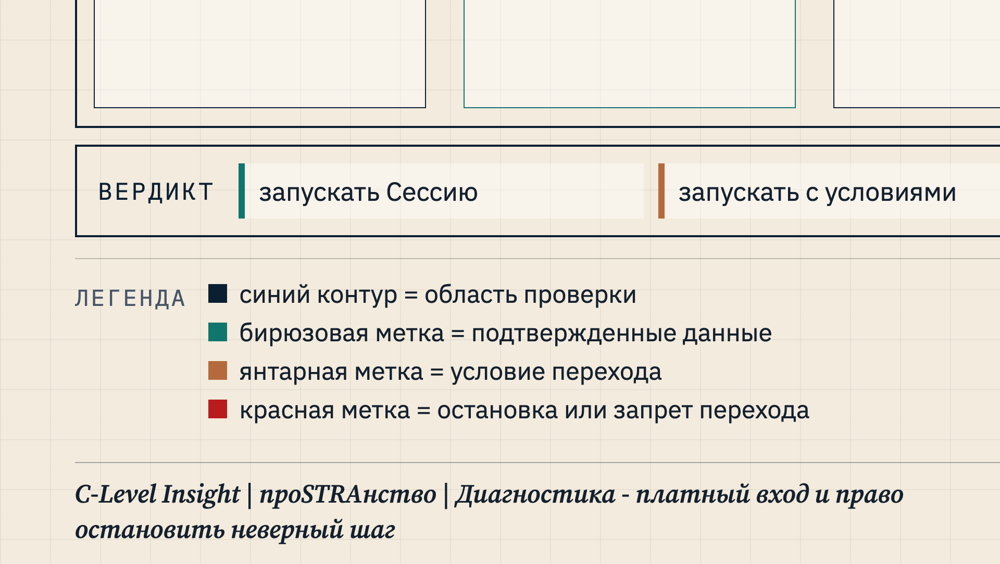 ВЕРДИКТ
запускать Сессию
запускать с условиями
ЛЕГЕНДА
синий контур = область проверки
бирюзовая метка = подтвержденные данные
янтарная метка = условие перехода
красная метка = остановка или запрет перехода
C-Level Insight | проSTRAнство | Диагностика - платный вход и право
остановить неверный шаг